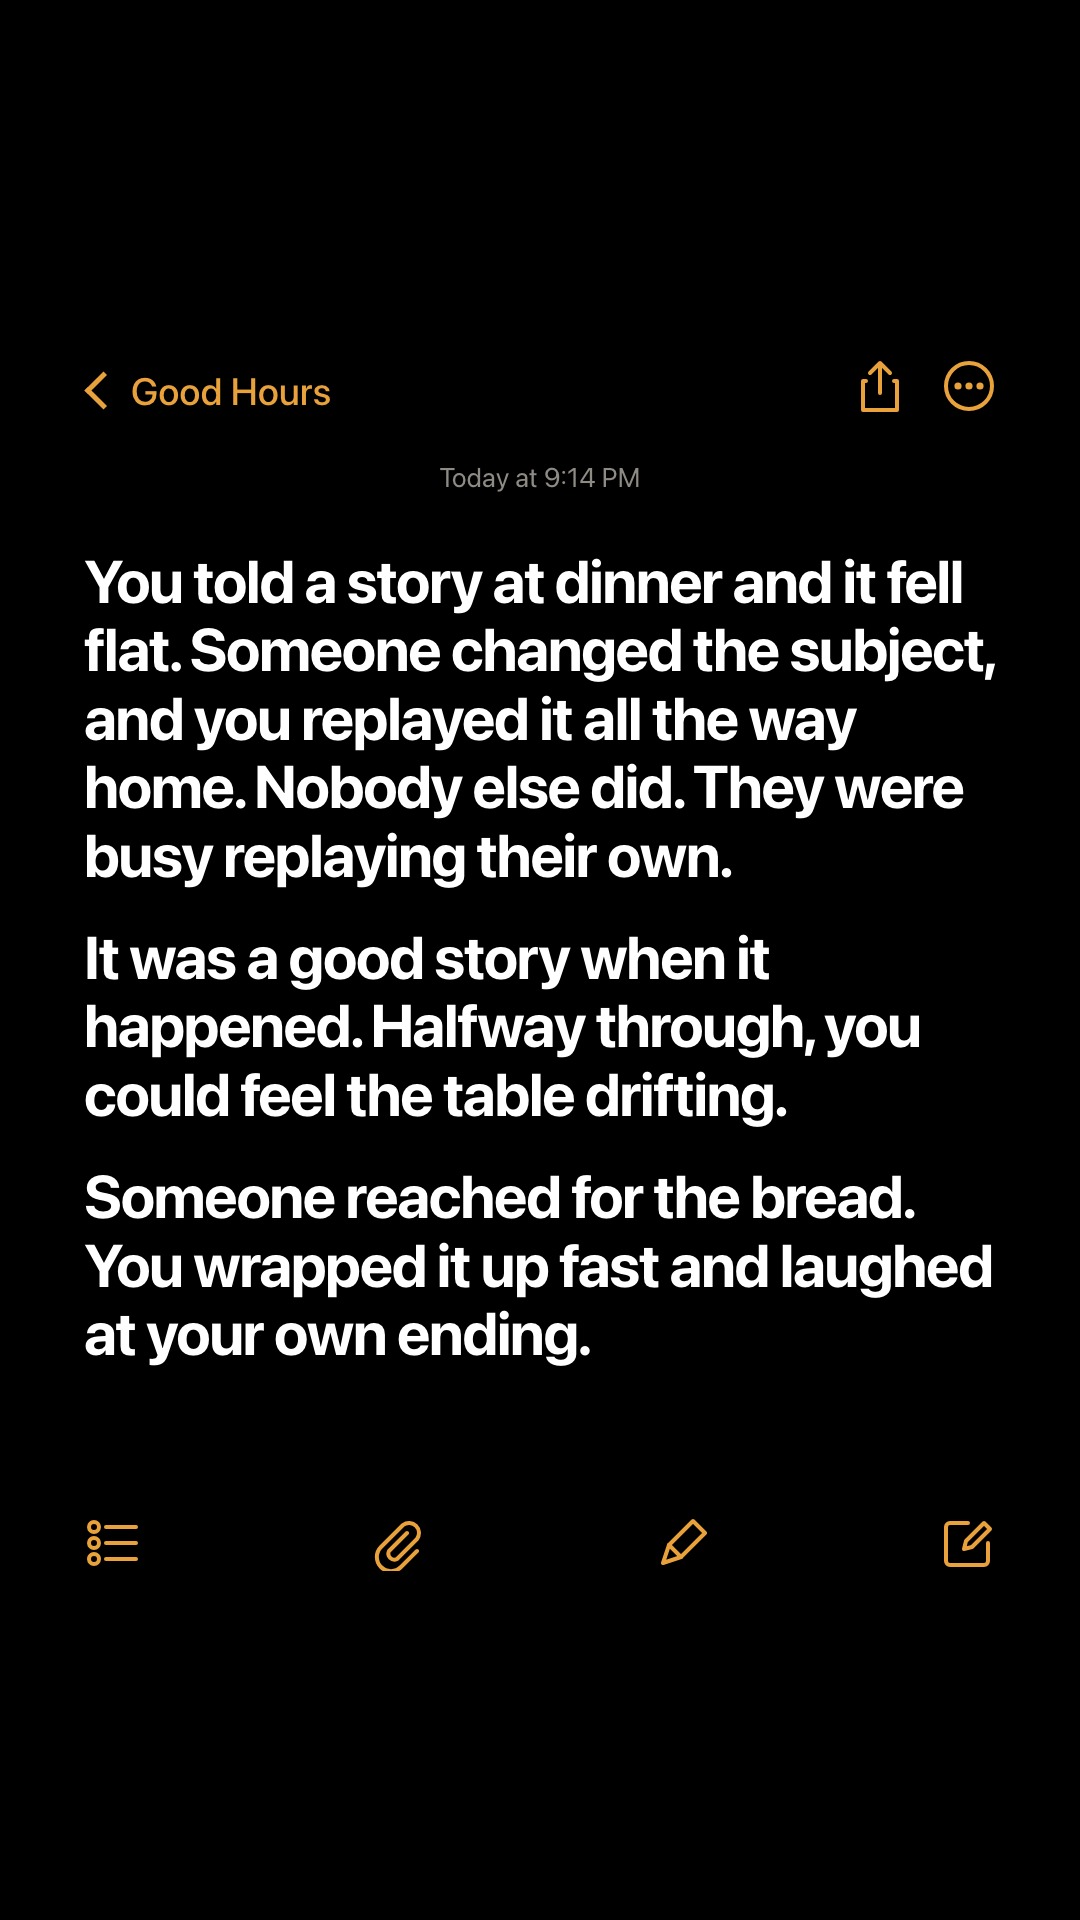 Good Hours
Today at 9:14 PM
You told a story at dinner and it fell
flat. Someone changed the subject,
and you replayed it all the way
home. Nobody else did. They were
busy replaying their own.
It was a good story when it
happened. Halfway through, you
could feel the table drifting.
Someone reached for the bread.
You wrapped it up fast and laughed
at your own ending.